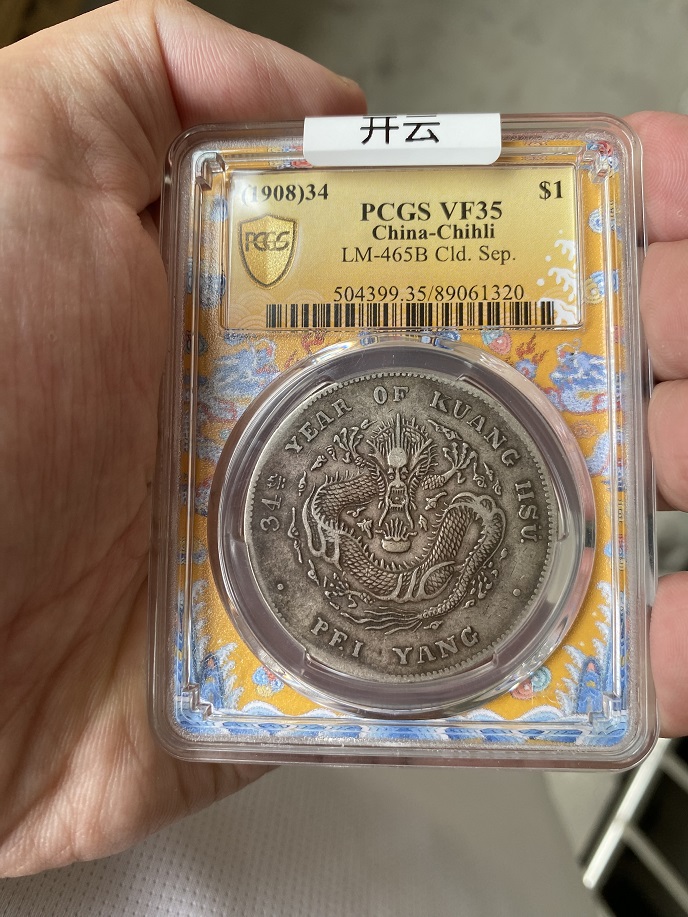 开云
(1908)34 $1
PCGS VF35
China-Chihli
PCGS
LM-465B Cld. Sep.
504399.35/89061320
34TH YEAR OF KUANG HSU
PEI YANG